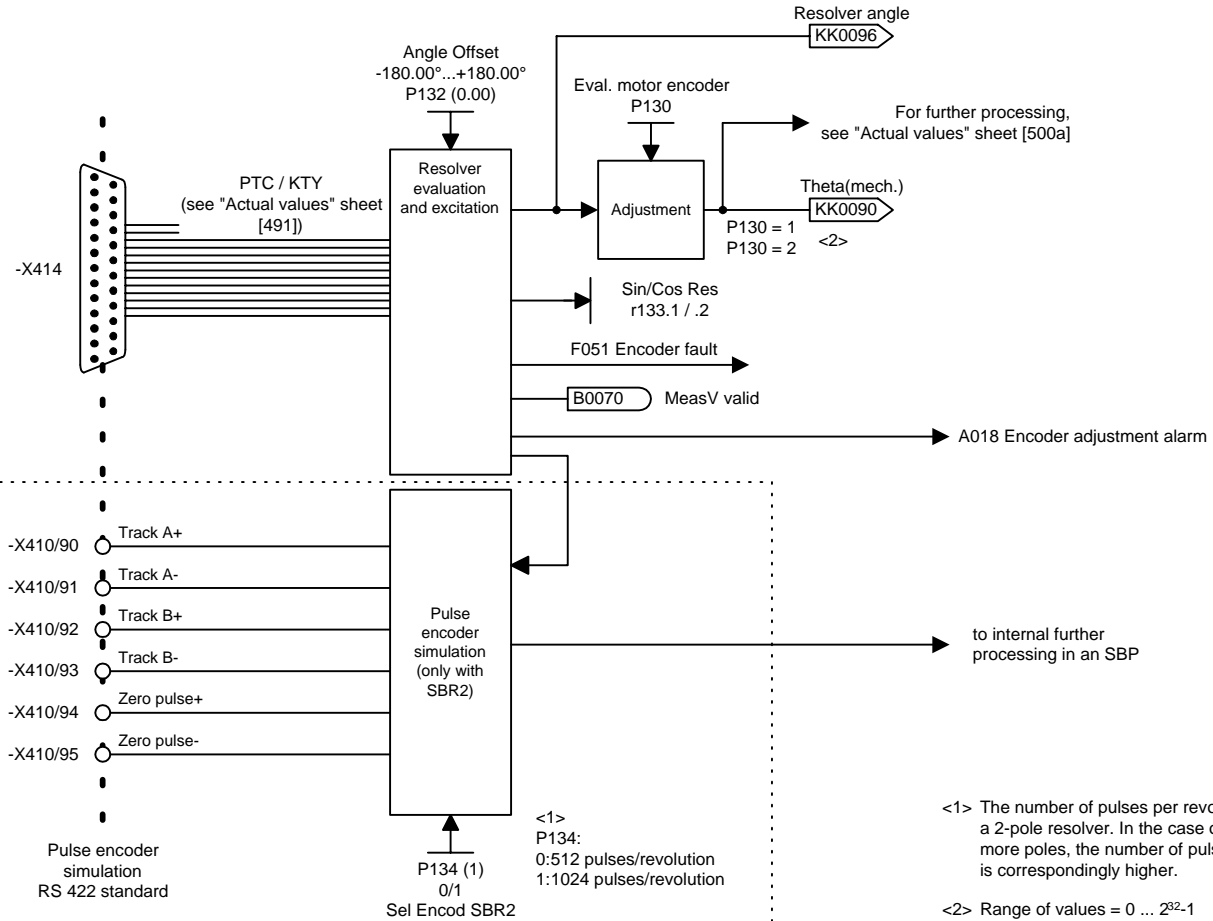 Resolver angle
KK0096
Angle Offset
-180.00°...+180.00°
P132 (0.00)
Eval. motor encoder
P130
For further processing,
see "Actual values" sheet [500a]
Resolver
evaluation
and excitation
PTC / KTY
(see "Actual values" sheet
[491])
Adjustment
Theta(mech.)
KK0090
P130 = 1
P130 = 2
<2>
-X414
Sin/Cos Res
r133.1 / .2
F051 Encoder fault
B0070
MeasV valid
A018 Encoder adjustment alarm
-X410/90
Track A+
-X410/91
Track A-
-X410/92
Track B+
-X410/93
Track B-
-X410/94
Zero pulse+
-X410/95
Zero pulse-
Pulse
encoder
simulation
(only with
SBR2)
to internal further
processing in an SBP
Pulse encoder
simulation
RS 422 standard
P134 (1)
0/1
Sel Encod SBR2
<1>
P134:
0:512 pulses/revolution
1:1024 pulses/revolution
<1> The number of pulses per
a 2-pole resolver. In the case
more poles, the number of
is correspondingly higher.
<2> Range of values = 0 ... 2³²-1